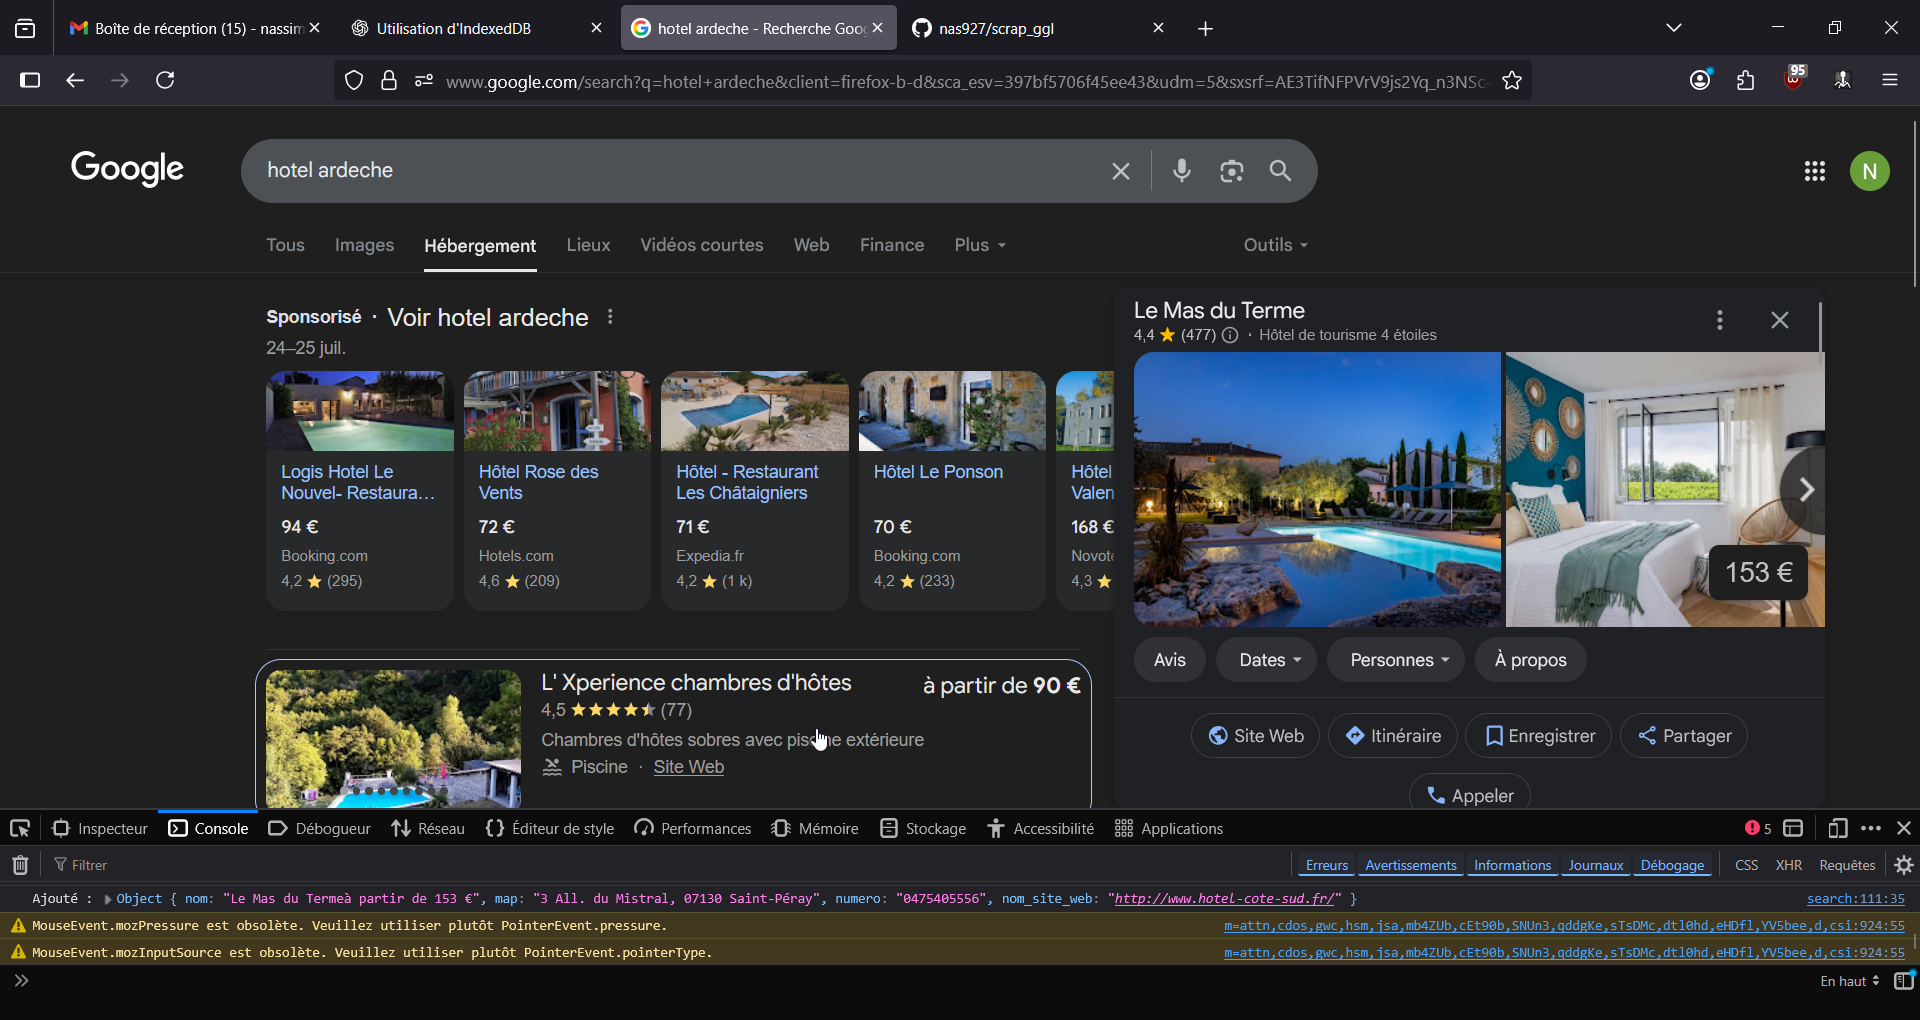 Boîte de réception (15) - nassim
Utilisation d'IndexedDB
hotel ardeche - Recherche Goog
nas927/scrap_ggl
www.google.com/search?q=hotel+ardeche&client=firefox-b-d&sca_esv=397bf5706f45ee43&udm=5&sxsrf=AE3TifNFPVrV9js2Yq_n3NSc-
95
Google
hotel ardeche
N
Tous
Images
Hébergement
Lieux
Vidéos courtes
Web
Finance
Plus
Outils
Sponsorisé · Voir hotel ardeche
24–25 juil.
Logis Hotel Le
Nouvel- Restaura...
94 €
Booking.com
4,2 ★ (295)
Hôtel Rose des
Vents
72 €
Hotels.com
4,6 ★ (209)
Hôtel - Restaurant
Les Châtaigniers
71 €
Expedia.fr
4,2 ★ (1 k)
Hôtel Le Ponson
70 €
Booking.com
4,2 ★ (233)
Hôtel
Valen
168 €
Novote
4,3 ★
L' Xperience chambres d'hôtes
à partir de 90 €
4,5 ★★★★★ (77)
Chambres d'hôtes sobres avec piscine extérieure
Piscine · Site Web
Le Mas du Terme
4,4 ★ (477) · Hôtel de tourisme 4 étoiles
153 €
Avis
Dates
Personnes
À propos
Site Web
Itinéraire
Enregistrer
Partager
Appeler
Inspecteur
Console
Débogueur
Réseau
Éditeur de style
Performances
Mémoire
Stockage
Accessibilité
Applications
5
Filtrer
Erreurs
Avertissements
Informations
Journaux
Débogage
CSS
XHR
Requêtes
Ajouté : Object { nom: "Le Mas du Termeà partir de 153 €", map: "3 All. du Mistral, 07130 Saint-Péray", numero: "0475405556", nom_site_web: "http://www.hotel-cote-sud.fr/" }
search:111:35
MouseEvent.mozPressure est obsolète. Veuillez utiliser plutôt PointerEvent.pressure.
m=attn,cdos,gwc,hsm,jsa,mb4ZUb,cEt90b,SNUn3,qddgKe,sTsDMc,dtl0hd,eHDfl,YV5bee,d,csi:924:55
MouseEvent.mozInputSource est obsolète. Veuillez utiliser plutôt PointerEvent.pointerType.
m=attn,cdos,gwc,hsm,jsa,mb4ZUb,cEt90b,SNUn3,qddgKe,sTsDMc,dtl0hd,eHDfl,YV5bee,d,csi:924:55
En haut